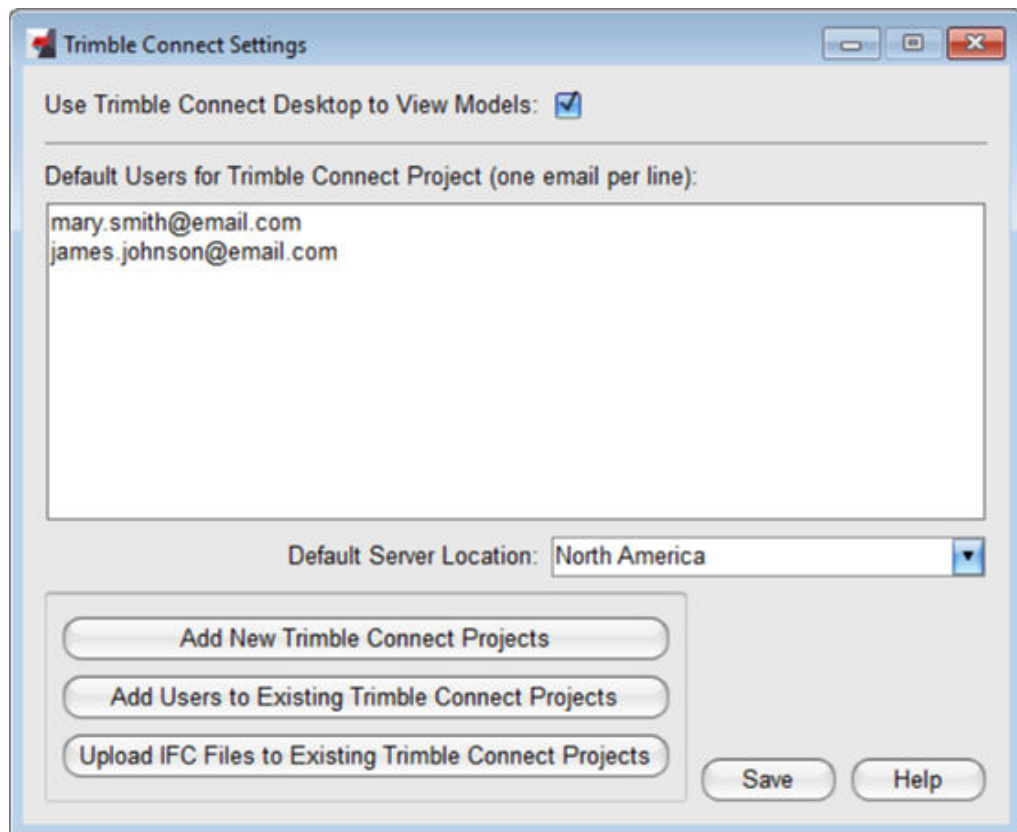 Trimble Connect Settings
Use Trimble Connect Desktop to View Models:
Default Users for Trimble Connect Project (one email per line):
mary.smith@email.com
james.johnson@email.com
Default Server Location: North America
Add New Trimble Connect Projects
Add Users to Existing Trimble Connect Projects
Upload IFC Files to Existing Trimble Connect Projects
Save Help